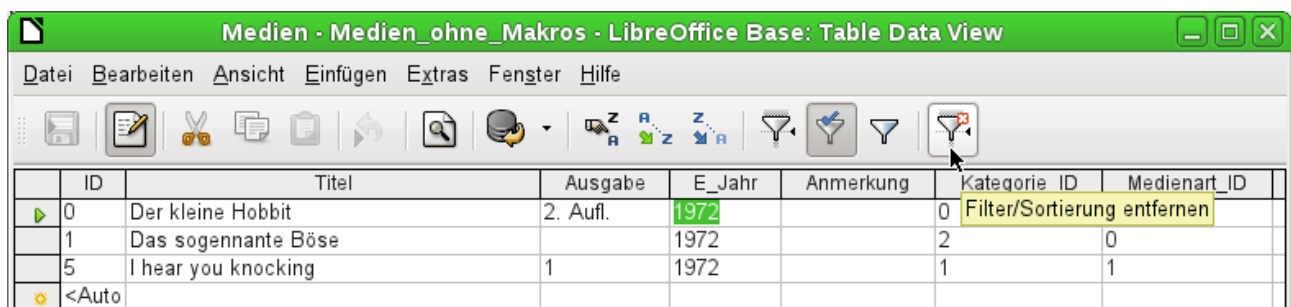 Medien - Medien_ohne_Makros - LibreOffice Base: Table Data View
Datei Bearbeiten Ansicht Einfügen Extras Fenster Hilfe
ID Titel Ausgabe E_Jahr Anmerkung Kategorie_ID Medienart_ID
0 Der kleine Hobbit 2. Aufl. 1972 0 Filter/Sortierung entfernen
1 Das sogennante Böse 1972 2 0
5 I hear you knocking 1 1972 1 1
<Auto